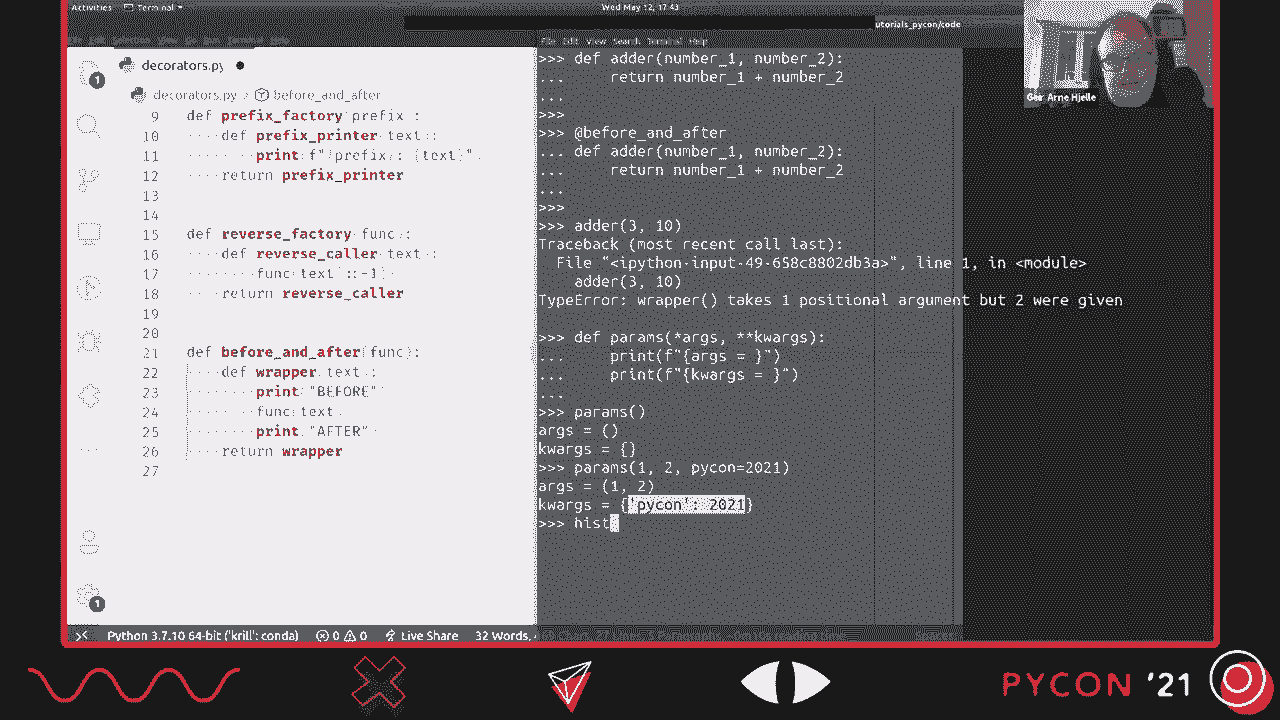 Activities Terminal
Wed May 12, 17:43
utorials_pycon/code
File Edit View Search Terminal Help
Geir Arne Hjelle
1
decorators.py
decorators.py > before_and_after
9 def prefix_factory(prefix):
10 def prefix_printer(text):
11 print(f"{prefix}: {text}")
12 return prefix_printer
13
14
15 def reverse_factory(func):
16 def reverse_caller(text):
17 func(text[::-1])
18 return reverse_caller
19
20
21 def before_and_after(func):
22 def wrapper(text):
23 print("BEFORE")
24 func(text)
25 print("AFTER")
26 return wrapper
27
1
>>> def adder(number_1, number_2):
... return number_1 + number_2
...
>>>
>>> @before_and_after
... def adder(number_1, number_2):
... return number_1 + number_2
...
>>>
>>> adder(3, 10)
Traceback (most recent call last):
File "<ipython-input-49-658c8802db3a>", line 1, in <module>
adder(3, 10)
TypeError: wrapper() takes 1 positional argument but 2 were given
>>> def params(*args, **kwargs):
... print(f"{args = }")
... print(f"{kwargs = }")
...
>>> params()
args = ()
kwargs = {}
>>> params(1, 2, pycon=2021)
args = (1, 2)
kwargs = {'pycon': 2021}
>>> hist
Python 3.7.10 64-bit ('krill': conda) 0 0 Live Share 32 Words,
PYCON '21